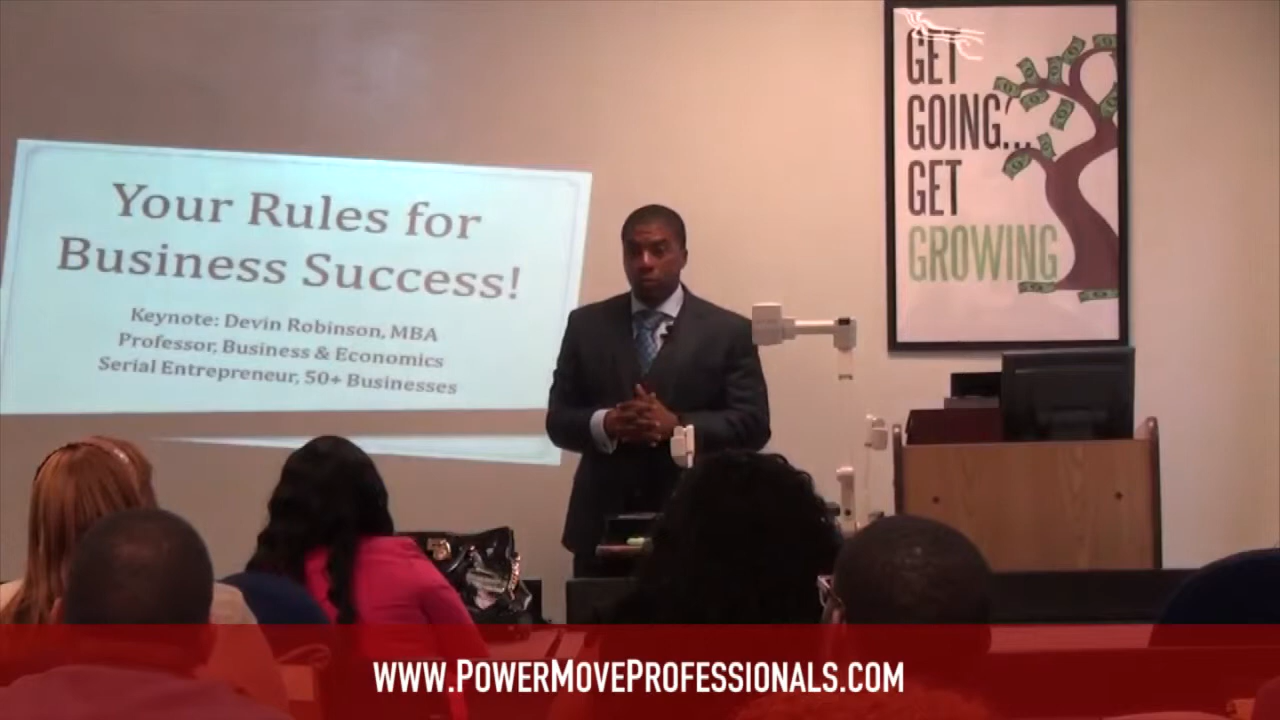 Your Rules for
Business Success!
Keynote: Devin Robinson, MBA
Professor, Business & Economics
Serial Entrepreneur, 50+ Businesses
GET
GOING...
GET
GROWING
WWW.POWERMOVEPROFESSIONALS.COM